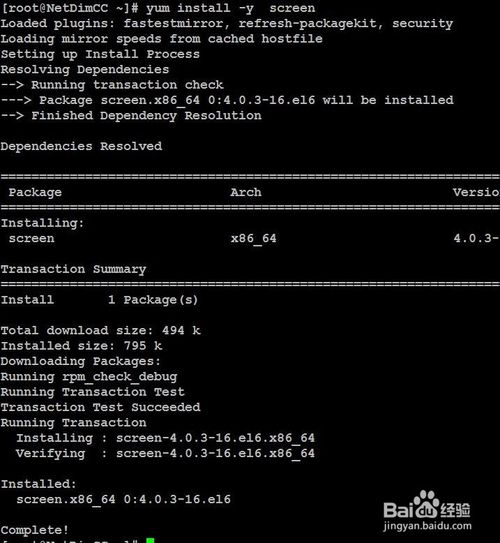 [root@NetDimCC ~]# yum install -y  screen
Loaded plugins: fastestmirror, refresh-packagekit, security
Loading mirror speeds from cached hostfile
Setting up Install Process
Resolving Dependencies
--> Running transaction check
---> Package screen.x86_64 0:4.0.3-16.el6 will be installed
--> Finished Dependency Resolution
Dependencies Resolved
================================================================
Package Arch Versio
================================================================
Installing:
screen x86_64 4.0.3-
Transaction Summary
================================================================
Install 1 Package(s)
Total download size: 494 k
Installed size: 795 k
Downloading Packages:
Running rpm_check_debug
Running Transaction Test
Transaction Test Succeeded
Running Transaction
Installing : screen-4.0.3-16.el6.x86_64
Verifying  : screen-4.0.3-16.el6.x86_64
Installed:
screen.x86_64 0:4.0.3-16.el6
Complete!
Baidu经验
jingyan.baidu.com